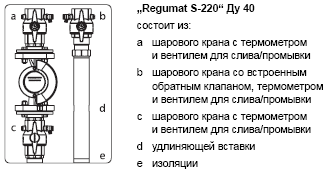 „Regumat S-220“ Ду 40
состоит из:
a шарового крана с термометром
и вентилем для слива/промывки
b шарового крана со встроенным
обратным клапаном, термометром
и вентилем для слива/промывки
c шарового крана с термометром
и вентилем для слива/промывки
d удлиняющей вставки
e изоляции
a
b
c
d
e